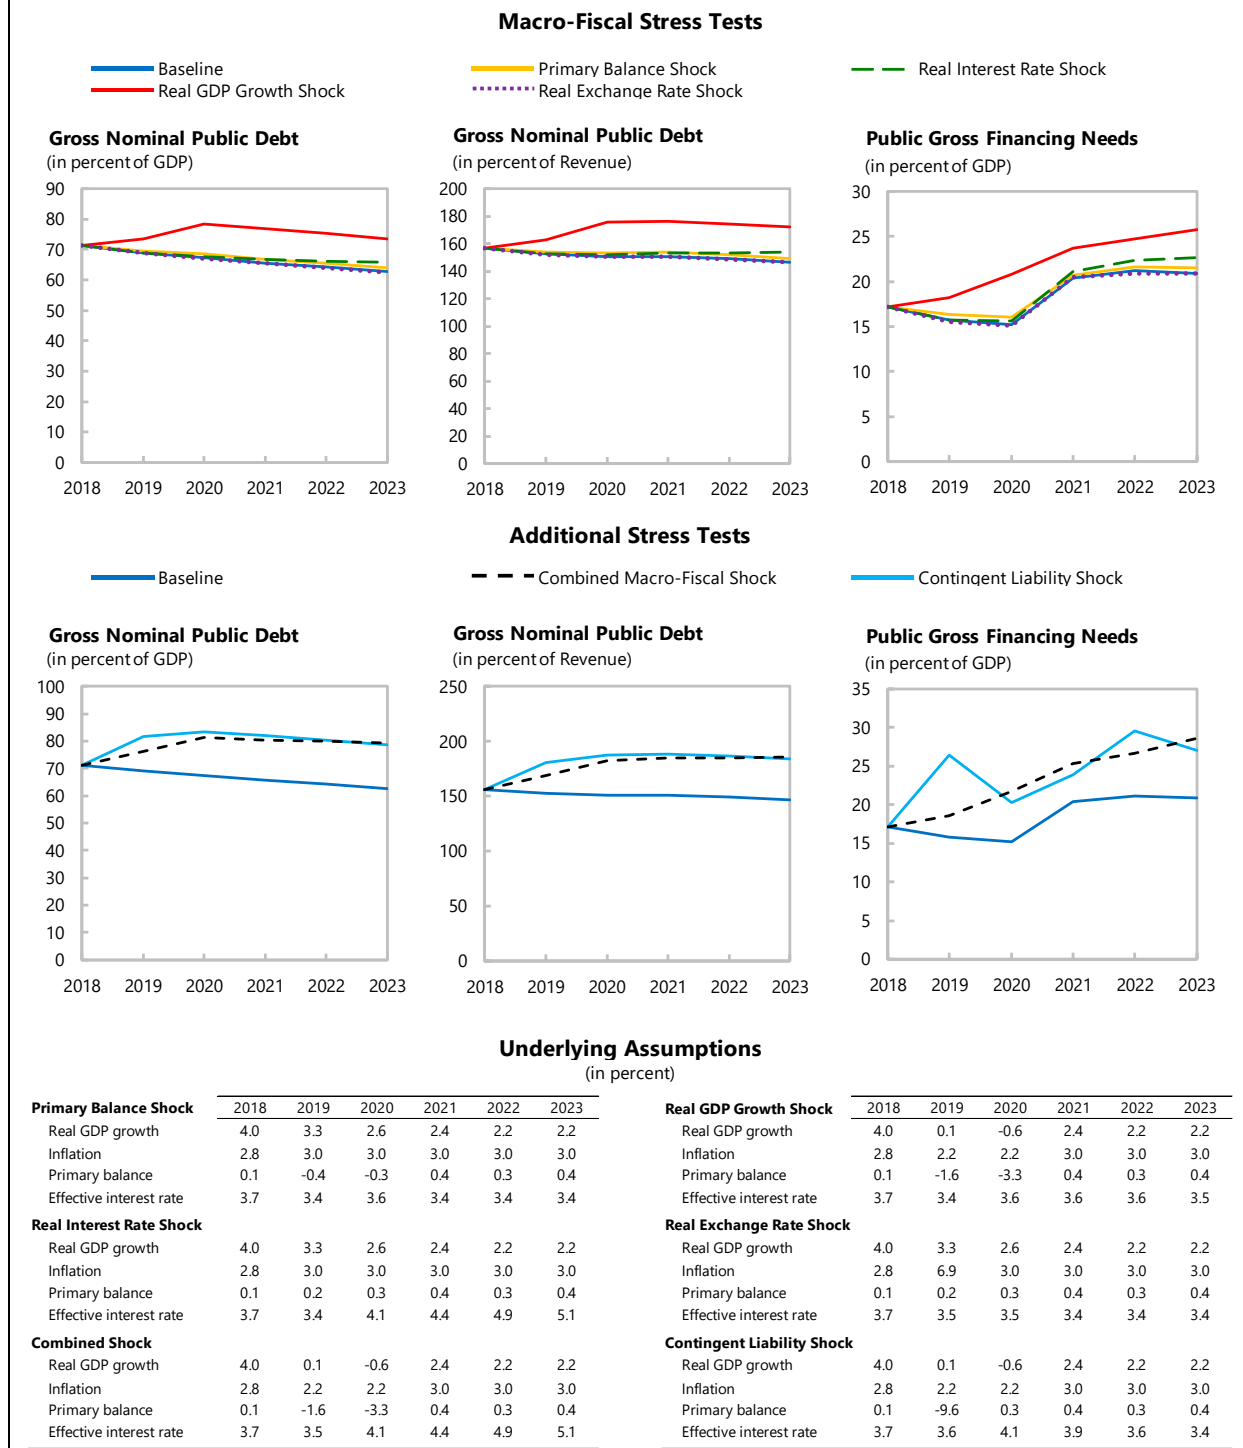 Macro-Fiscal Stress Tests
Baseline
Primary Balance Shock
Real Interest Rate Shock
Real GDP Growth Shock
Real Exchange Rate Shock
Gross Nominal Public Debt
(in percent of GDP)
90
80
70
60
50
40
30
20
10
0
2018 2019 2020 2021 2022 2023
Gross Nominal Public Debt
(in percent of Revenue)
200
180
160
140
120
100
80
60
40
20
0
2018 2019 2020 2021 2022 2023
Public Gross Financing Needs
(in percent of GDP)
30
25
20
15
10
5
0
2018 2019 2020 2021 2022 2023
Additional Stress Tests
Baseline
Combined Macro-Fiscal Shock
Contingent Liability Shock
Gross Nominal Public Debt
(in percent of GDP)
100
90
80
70
60
50
40
30
20
10
0
2018 2019 2020 2021 2022 2023
Gross Nominal Public Debt
(in percent of Revenue)
250
200
150
100
50
0
2018 2019 2020 2021 2022 2023
Public Gross Financing Needs
(in percent of GDP)
35
30
25
20
15
10
5
0
2018 2019 2020 2021 2022 2023
Underlying Assumptions
(in percent)
Primary Balance Shock 2018 2019 2020 2021 2022 2023
Real GDP growth 4.0 3.3 2.6 2.4 2.2 2.2
Inflation 2.8 3.0 3.0 3.0 3.0 3.0
Primary balance 0.1 -0.4 -0.3 0.4 0.3 0.4
Effective interest rate 3.7 3.4 3.6 3.4 3.4 3.4
Real Interest Rate Shock
Real GDP growth 4.0 3.3 2.6 2.4 2.2 2.2
Inflation 2.8 3.0 3.0 3.0 3.0 3.0
Primary balance 0.1 0.2 0.3 0.4 0.3 0.4
Effective interest rate 3.7 3.4 4.1 4.4 4.9 5.1
Combined Shock
Real GDP growth 4.0 0.1 -0.6 2.4 2.2 2.2
Inflation 2.8 2.2 2.2 3.0 3.0 3.0
Primary balance 0.1 -1.6 -3.3 0.4 0.3 0.4
Effective interest rate 3.7 3.5 4.1 4.4 4.9 5.1
Real GDP Growth Shock 2018 2019 2020 2021 2022 2023
Real GDP growth 4.0 0.1 -0.6 2.4 2.2 2.2
Inflation 2.8 2.2 2.2 3.0 3.0 3.0
Primary balance 0.1 -1.6 -3.3 0.4 0.3 0.4
Effective interest rate 3.7 3.4 3.6 3.6 3.6 3.5
Real Exchange Rate Shock
Real GDP growth 4.0 3.3 2.6 2.4 2.2 2.2
Inflation 2.8 6.9 3.0 3.0 3.0 3.0
Primary balance 0.1 0.2 0.3 0.4 0.3 0.4
Effective interest rate 3.7 3.5 3.5 3.4 3.4 3.4
Contingent Liability Shock
Real GDP growth 4.0 0.1 -0.6 2.4 2.2 2.2
Inflation 2.8 2.2 2.2 3.0 3.0 3.0
Primary balance 0.1 -9.6 0.3 0.4 0.3 0.4
Effective interest rate 3.7 3.6 4.1 3.9 3.6 3.4